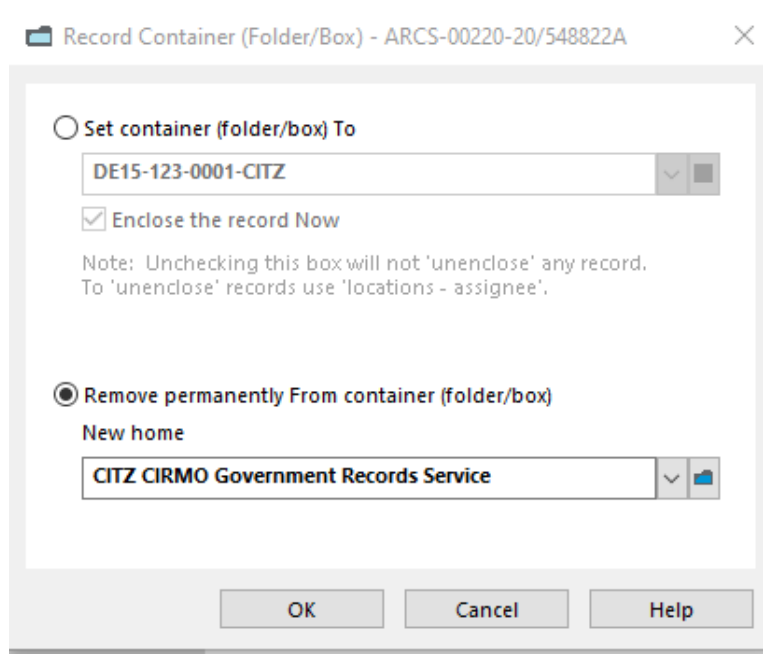 Record Container (Folder/Box) - ARCS-00220-20/548822A
Set container (folder/box) To
DE15-123-0001-CITZ
Enclose the record Now
Note: Unchecking this box will not 'unenclose' any record.
To 'unenclose' records use 'locations - assignee'.
Remove permanently From container (folder/box)
New home
CITZ CIRMO Government Records Service
OK Cancel Help